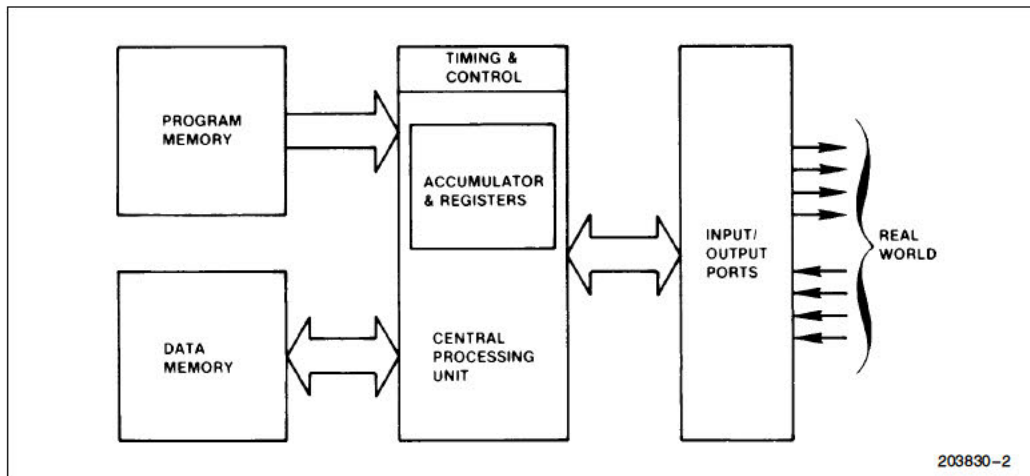 PROGRAM
MEMORY
TIMING &
CONTROL
ACCUMULATOR
& REGISTERS
DATA
MEMORY
CENTRAL
PROCESSING
UNIT
INPUT/
OUTPUT
PORTS
REAL
WORLD
203830-2